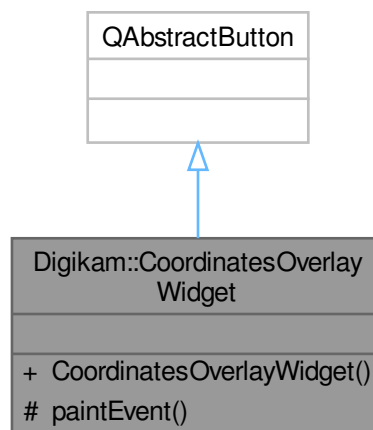 QAbstractButton
Digikam::CoordinatesOverlay
Widget
+ CoordinatesOverlayWidget()
# paintEvent()